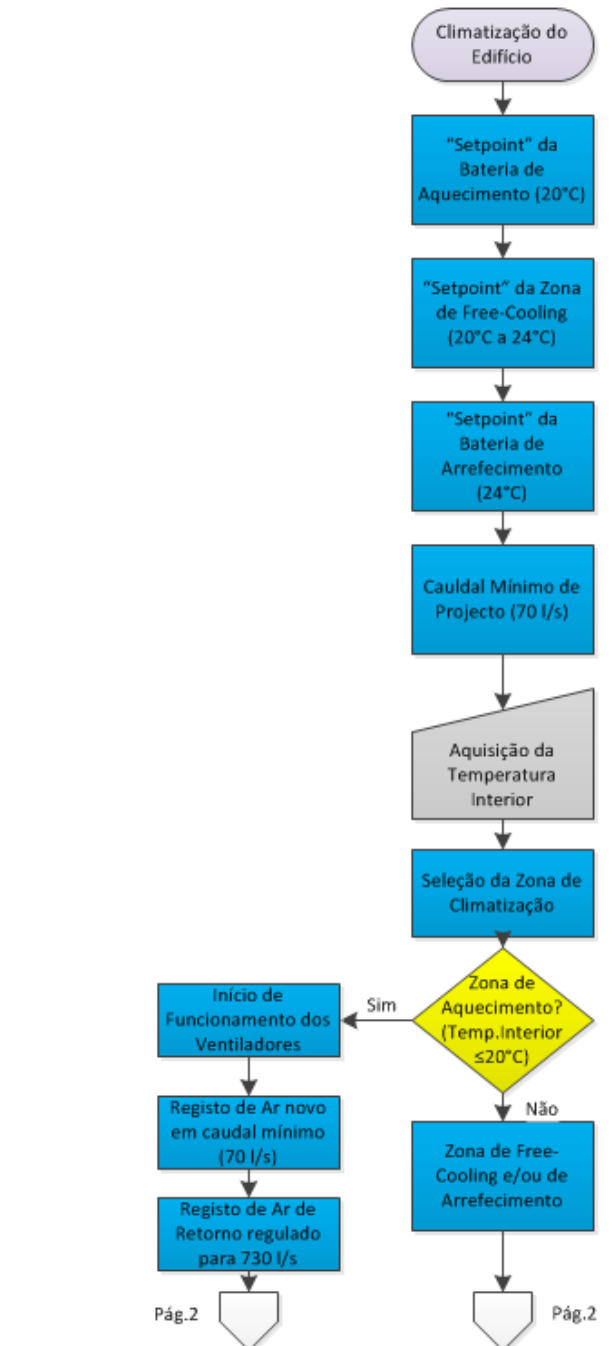 Climatização do
Edifício
“Setpoint” da
Bateria de
Aquecimento (20°C)
“Setpoint” da Zona
de Free-Cooling
(20°C a 24°C)
"Setpoint” da
Bateria de
Arrefecimento
(24°C)
Cauldal Mínimo de
Projecto (70 l/s)
Aquisição da
Temperatura
Interior
Seleção da Zona de
Climatização
Zona de
Aquecimento?
(Temp.Interior
≤20°C)
Sim
Início de
Funcionamento dos
Ventiladores
Registo de Ar novo
em caudal mínimo
(70 l/s)
Registo de Ar de
Retorno regulado
para 730 l/s
Pág.2
Não
Zona de Free-
Cooling e/ou de
Arrefecimento
Pág.2